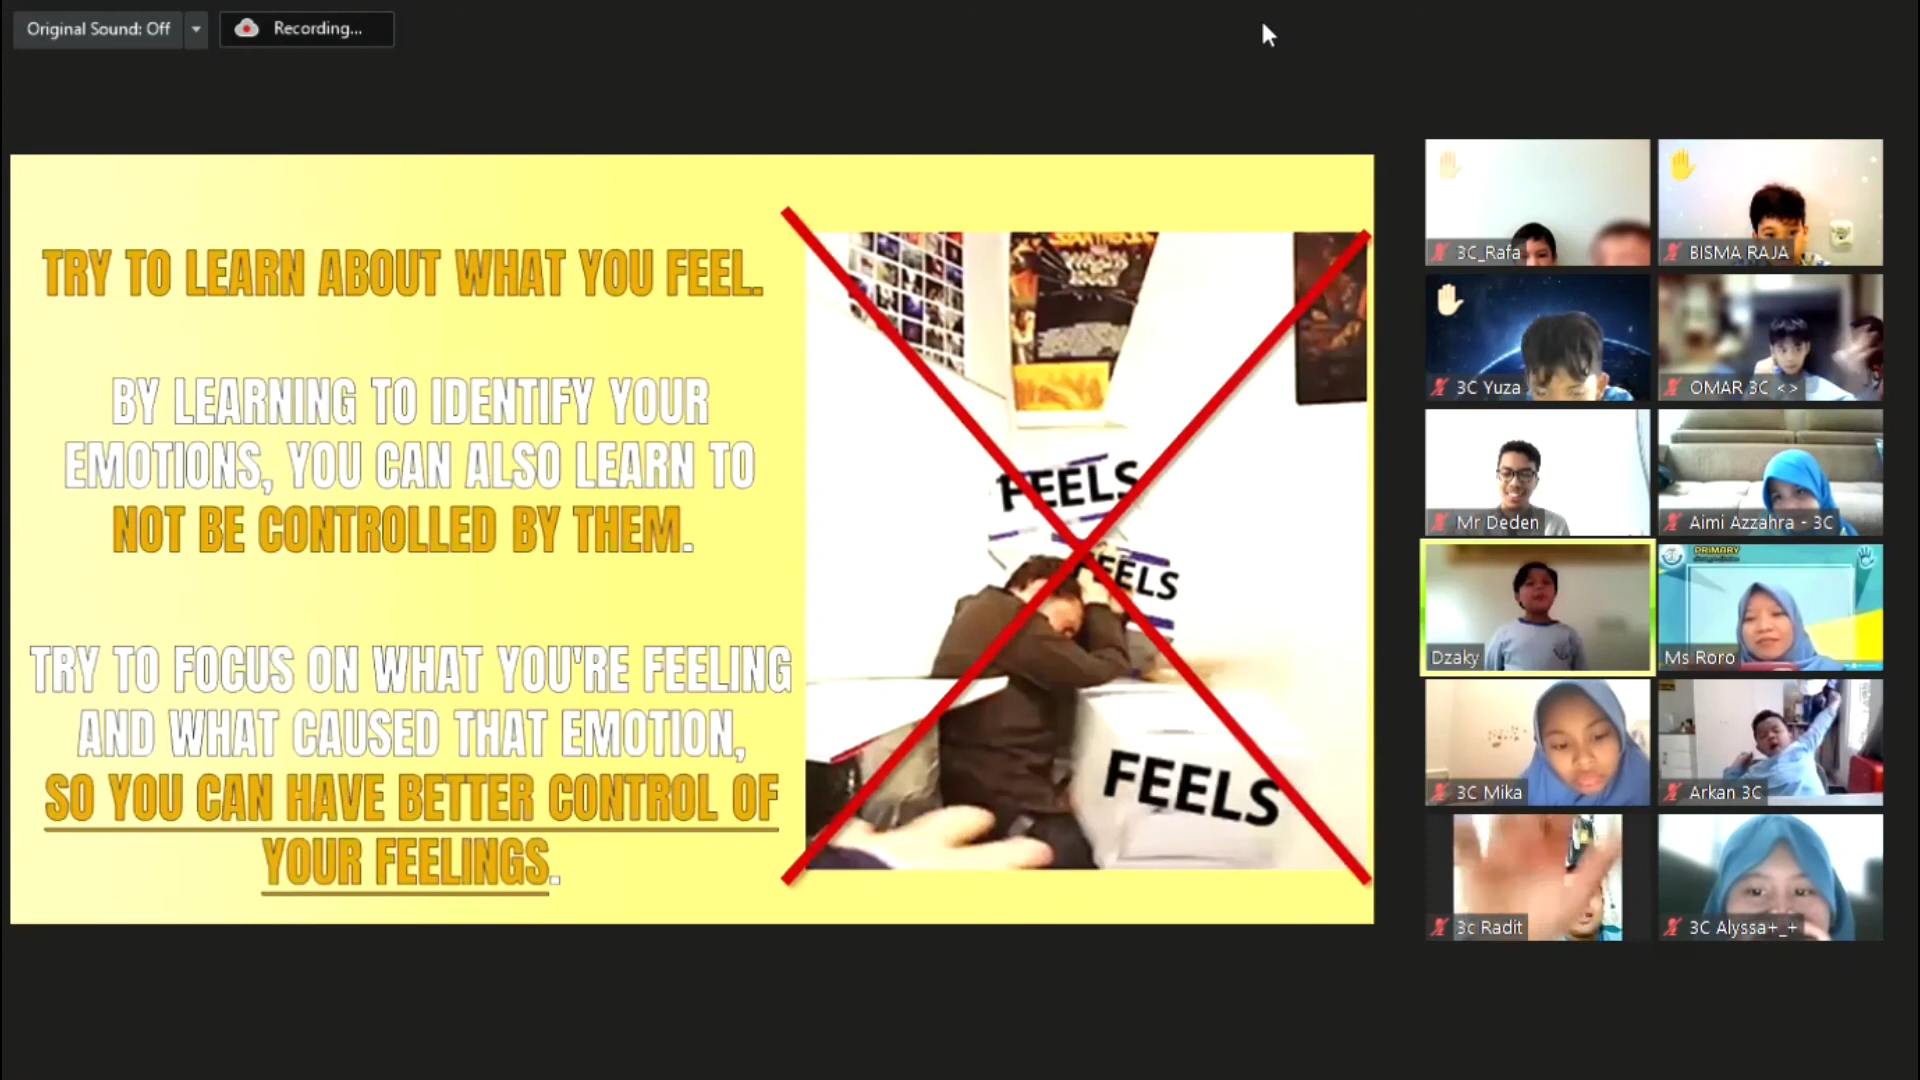 Original Sound: Off
Recording...
TRY TO LEARN ABOUT WHAT YOU FEEL.
BY LEARNING TO IDENTIFY YOUR
EMOTIONS, YOU CAN ALSO LEARN TO
NOT BE CONTROLLED BY THEM.
TRY TO FOCUS ON WHAT YOU'RE FEELING
AND WHAT CAUSED THAT EMOTION,
SO YOU CAN HAVE BETTER CONTROL OF
YOUR FEELINGS.
FEELS
FEELS
FEELS
3C_Rafa
BISMA RAJA
3C Yuza
OMAR 3C <>
Mr Deden
Aimi Azzahra - 3C
Dzaky
PRIMARY
Ms Roro
3C Mika
Arkan 3C
3c Radit
3C Alyssa+_+